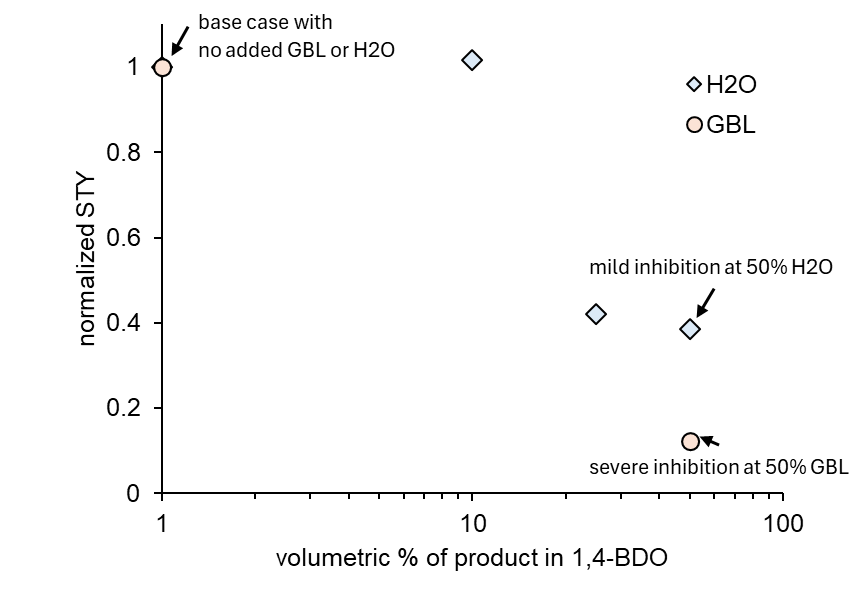 base case with
no added GBL or H2O
1
H2O
GBL
0.8
0.6
normalized STY
mild inhibition at 50% H2O
0.4
0.2
severe inhibition at 50% GBL
0
1 10 100
volumetric % of product in 1,4-BDO